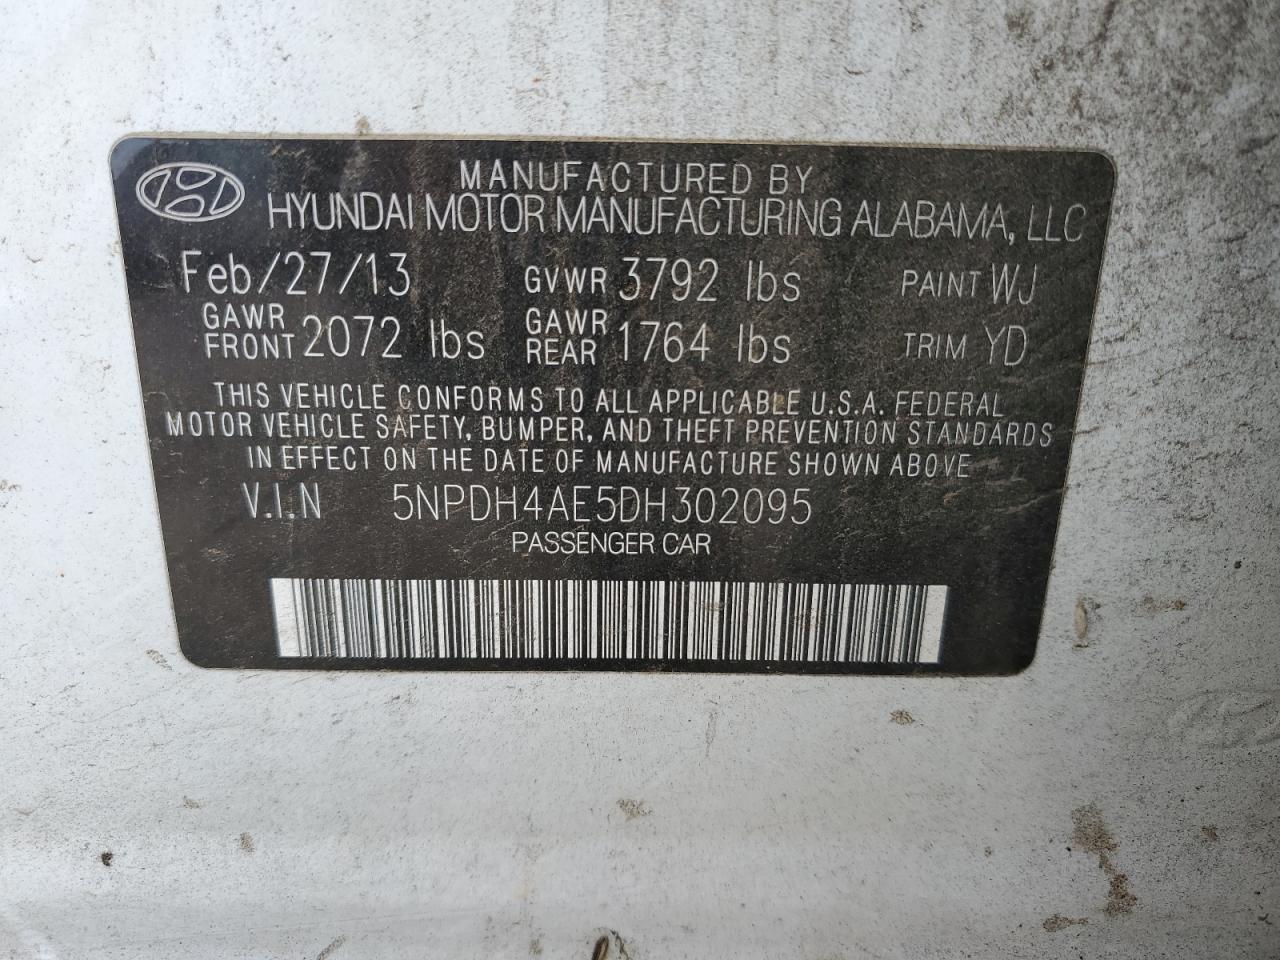 MANUFACTURED BY
HYUNDAI MOTOR MANUFACTURING ALABAMA, LLC
Feb/27/13 GVWR 3792 lbs PAINT WJ
GAWR FRONT 2072 lbs GAWR REAR 1764 lbs TRIM YD
THIS VEHICLE CONFORMS TO ALL APPLICABLE U.S.A. FEDERAL
MOTOR VEHICLE SAFETY, BUMPER, AND THEFT PREVENTION STANDARDS
IN EFFECT ON THE DATE OF MANUFACTURE SHOWN ABOVE
V.I.N 5NPDH4AE5DH302095
PASSENGER CAR